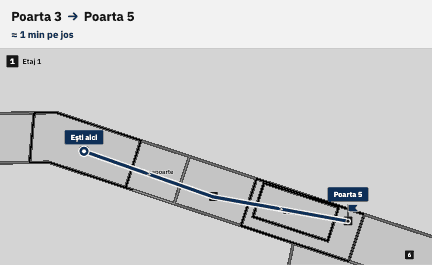 Poarta 3 → Poarta 5
≈ 1 min pe jos
1 Etaj 1
Ești aici
Poarta 5
6